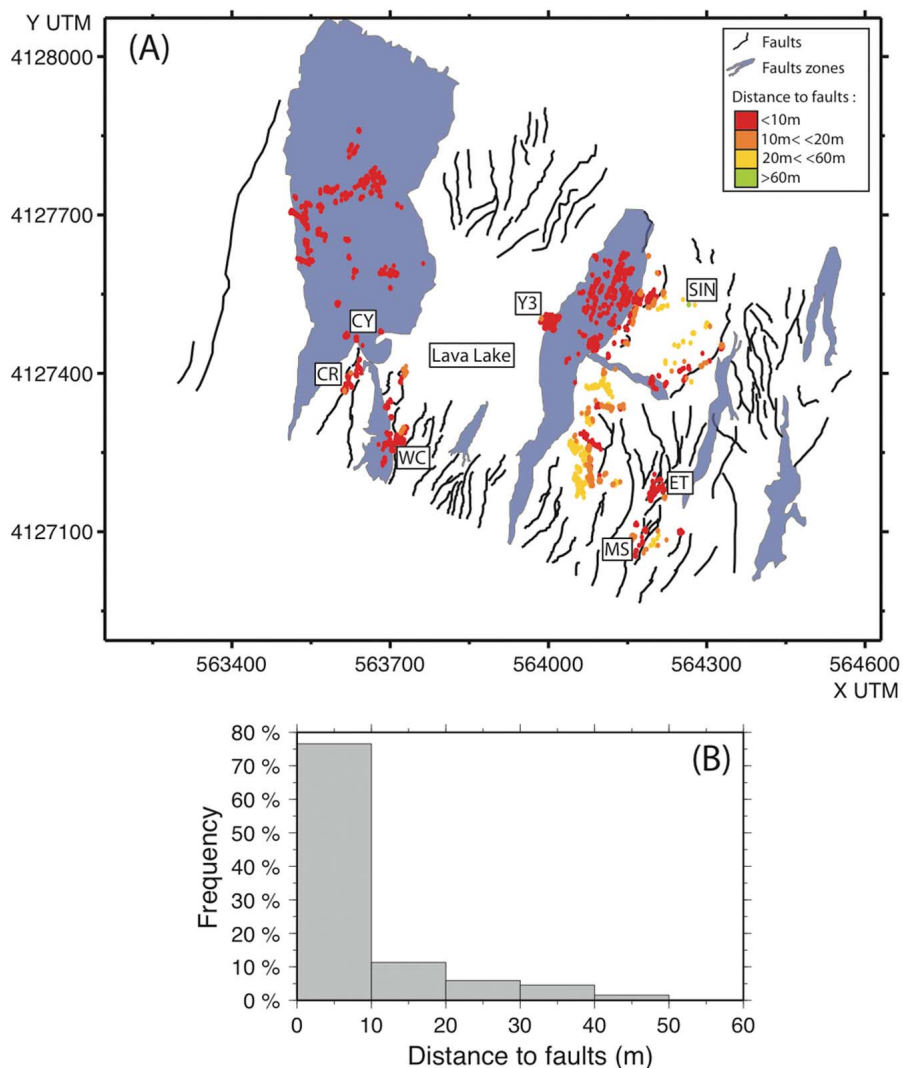 Y UTM
(A)
4128000
4127700
4127400
4127100
Faults
Faults zones
Distance to faults :
<10m
10m< <20m
20m< <60m
>60m
SIN
Y3
CY
Lava Lake
CR
WC
ET
MS
563400 563700 564000 564300 564600
X UTM
(B)
80 %
70 %
60 %
50 %
40 %
30 %
20 %
10 %
0 %
Frequency
0 10 20 30 40 50 60
Distance to faults (m)